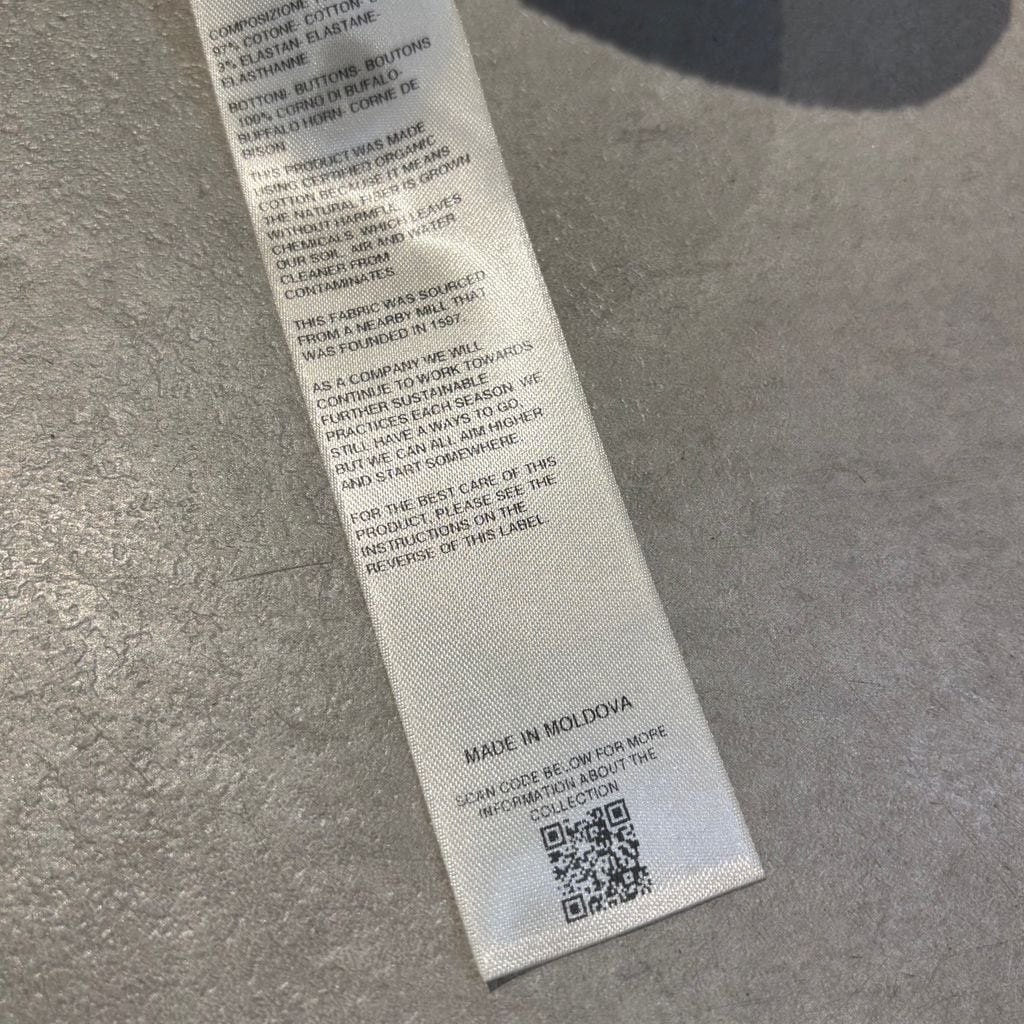 COMPOSIZIONE
97% COTONE- COTTON-
3% ELASTAN- ELASTANE-
ELASTHANNE
BOTTONI- BUTTONS- BOUTONS
100% CORNO DI BUFALO-
BUFFALO HORN- CORNE DE
BISON
THIS PRODUCT WAS MADE
USING CERTIFIED ORGANIC
COTTON BECAUSE IT MEANS
THE NATURAL FIBER IS GROWN
WITHOUT HARMFUL
CHEMICALS, WHICH LEAVES
OUR SOIL, AIR AND WATER
CLEANER FROM
CONTAMINATES
THIS FABRIC WAS SOURCED
FROM A NEARBY MILL THAT
WAS FOUNDED IN 1597.
AS A COMPANY WE WILL
CONTINUE TO WORK TOWARDS
FURTHER SUSTAINABLE
PRACTICES EACH SEASON. WE
STILL HAVE A WAYS TO GO,
BUT WE CAN ALL AIM HIGHER
AND START SOMEWHERE.
FOR THE BEST CARE OF THIS
PRODUCT, PLEASE SEE THE
INSTRUCTIONS ON THE
REVERSE OF THIS LABEL.
MADE IN MOLDOVA
SCAN CODE BELOW FOR MORE
INFORMATION ABOUT THE
COLLECTION